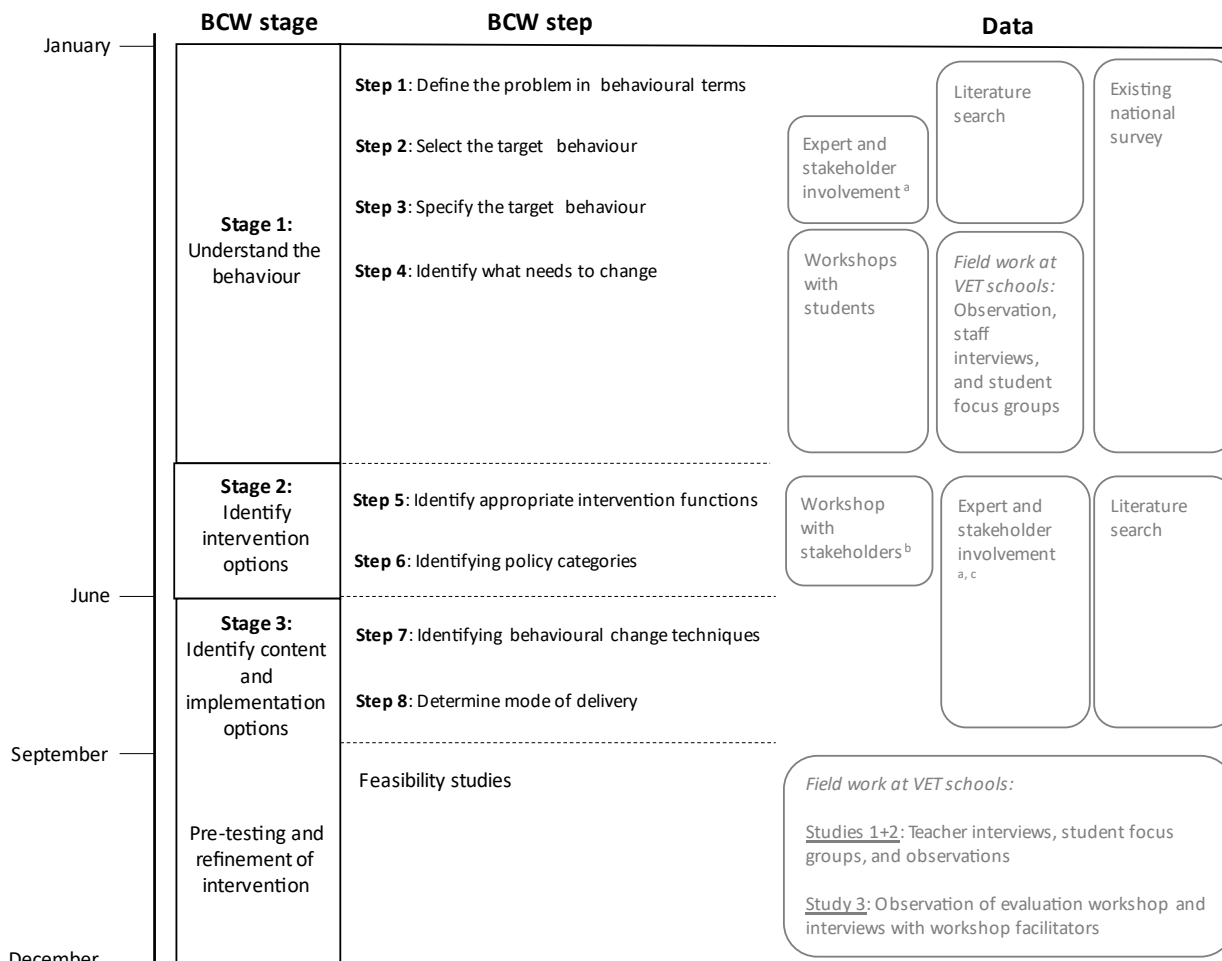 BCW stage
BCW step
Data
January
Step 1: Define the problem in behavioural terms
Step 2: Select the target behaviour
Step 3: Specify the target behaviour
Step 4: Identify what needs to change
Stage 1:
Understand the
behaviour
Expert and
stakeholder
involvement a
Literature
search
Existing
national
survey
Workshops
with
students
Field work at
VET schools:
Observation,
staff
interviews,
and student
focus groups
Stage 2:
Identify
intervention
options
Step 5: Identify appropriate intervention functions
Step 6: Identifying policy categories
Workshop
with
stakeholders b
Expert and
stakeholder
involvement
a, c
Literature
search
June
Stage 3:
Identify content
and
implementation
options
Step 7: Identifying behavioural change techniques
Step 8: Determine mode of delivery
September
Pre-testing and
refinement of
intervention
Feasibility studies
Field work at VET schools:
Studies 1+2: Teacher interviews, student focus
groups, and observations
Study 3: Observation of evaluation workshop and
interviews with workshop facilitators
December